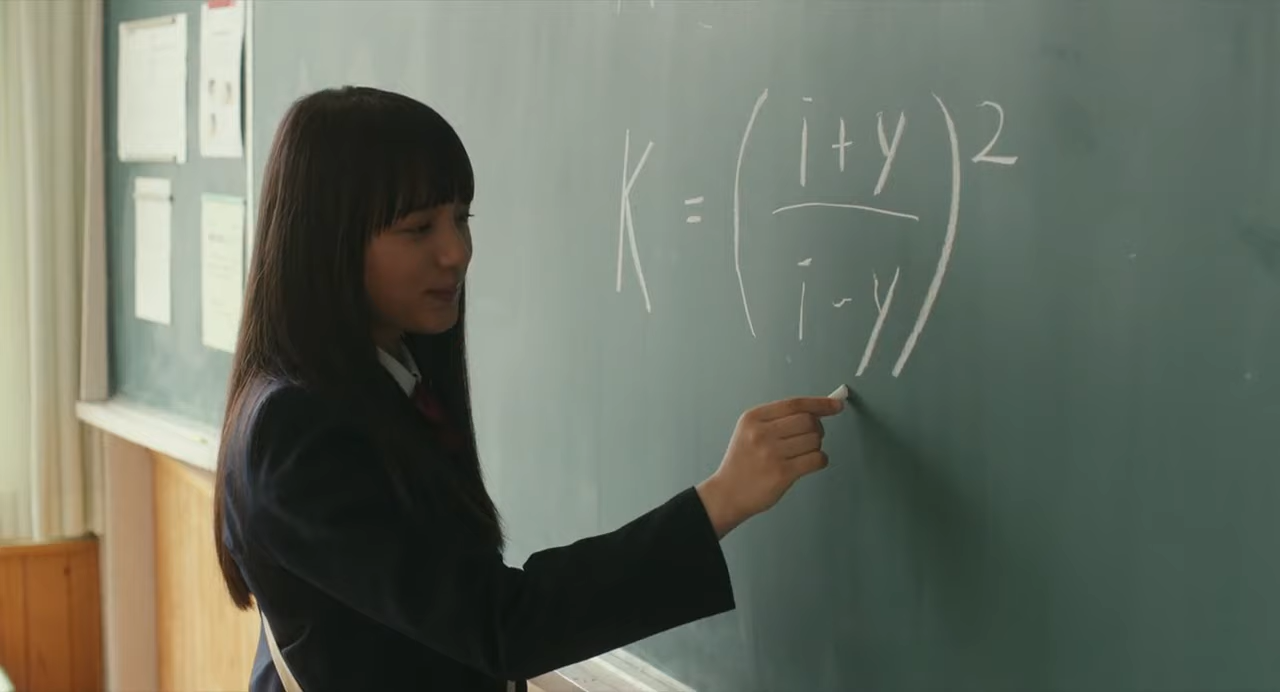 K = ( (i + y) / (i - y) )²